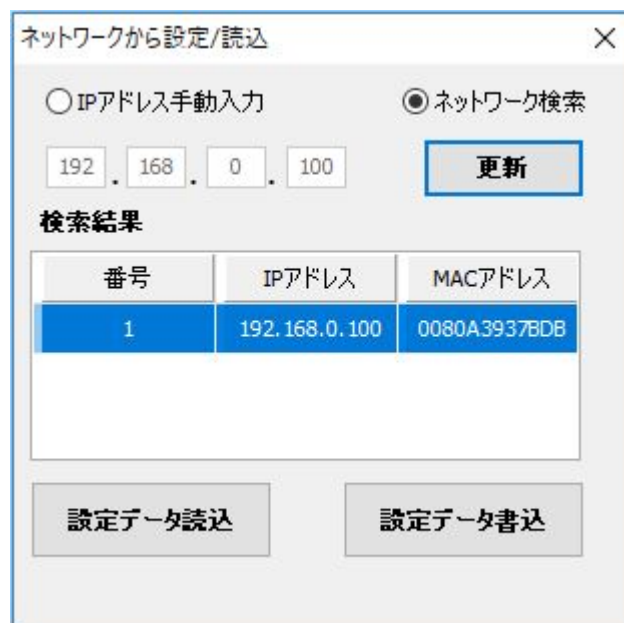 ネットワークから設定/読込
IPアドレス手動入力 ネットワーク検索
192 . 168 . 0 . 100 更新
検索結果
番号 IPアドレス MACアドレス
1 192.168.0.100 0080A3937BDB
設定データ読込 設定データ書込